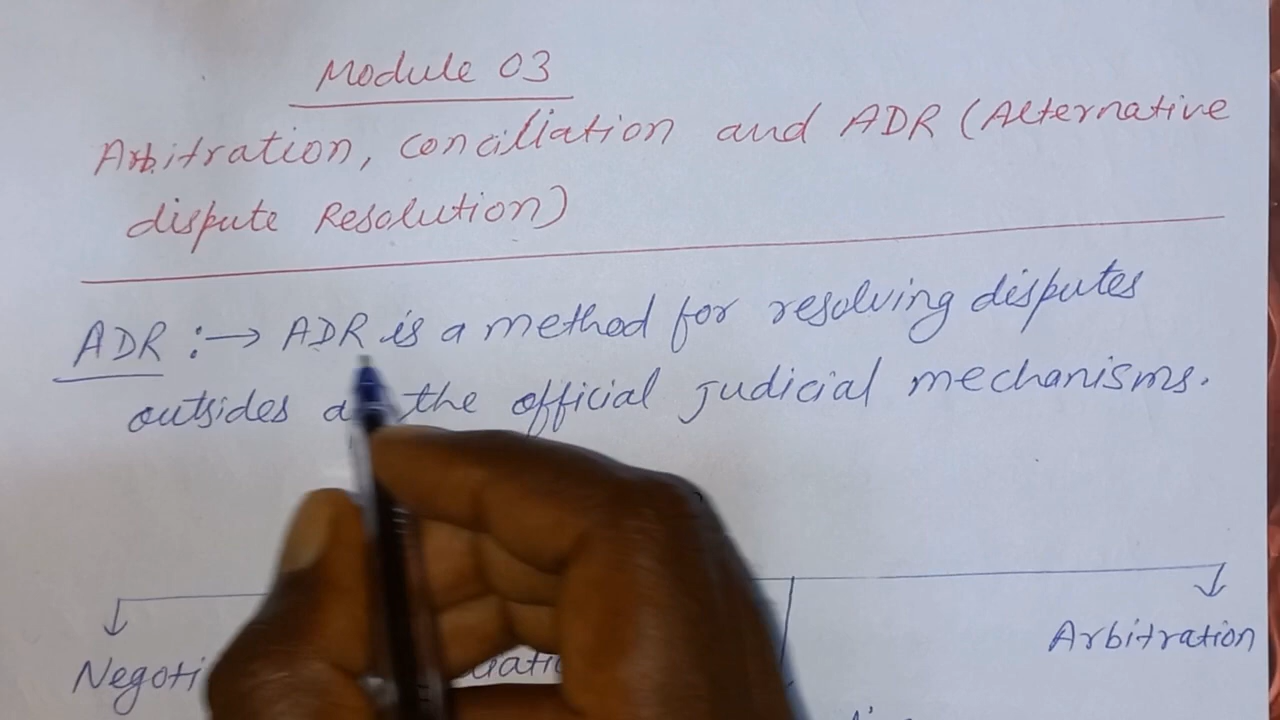 Module 03
Arbitration, conciliation and ADR (Alternative
dispute Resolution)
ADR :→ ADR is a method for resolving disputes
outsides the official judicial mechanisms.
Arbitration
Negoti